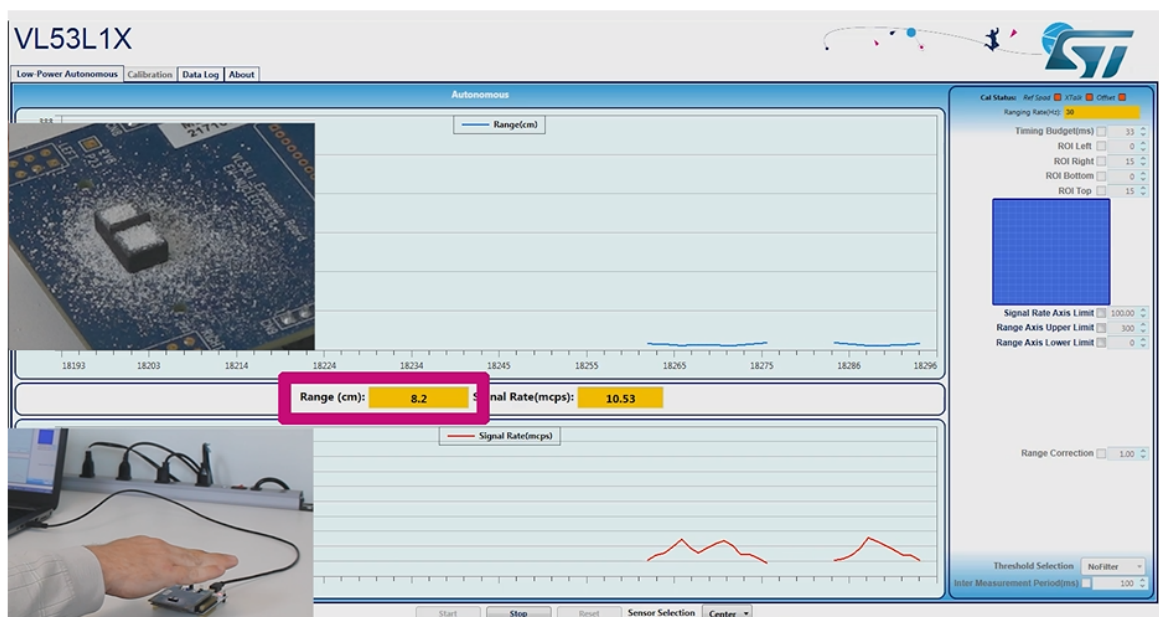 VL53L1X
ST
Low-Power Autonomous Calibration Data Log About
Autonomous
Range(cm)
Cal Status: Ref Spad XTalk Offset
Ranging Rate(Hz): 30
Timing Budget(ms) 33
ROI Left 0
ROI Right 15
ROI Bottom 0
ROI Top 15
Signal Rate Axis Limit 100.00
Range Axis Upper Limit 300
Range Axis Lower Limit 0
18193 18203 18214 18224 18234 18245 18255 18265 18275 18286 18296
Range (cm): 8.2 nal Rate(mcps): 10.53
Signal Rate(mcps)
Range Correction 1.00
Threshold Selection NoFilter
Inter Measurement Period(ms) 100
Start Stop Reset Sensor Selection Center